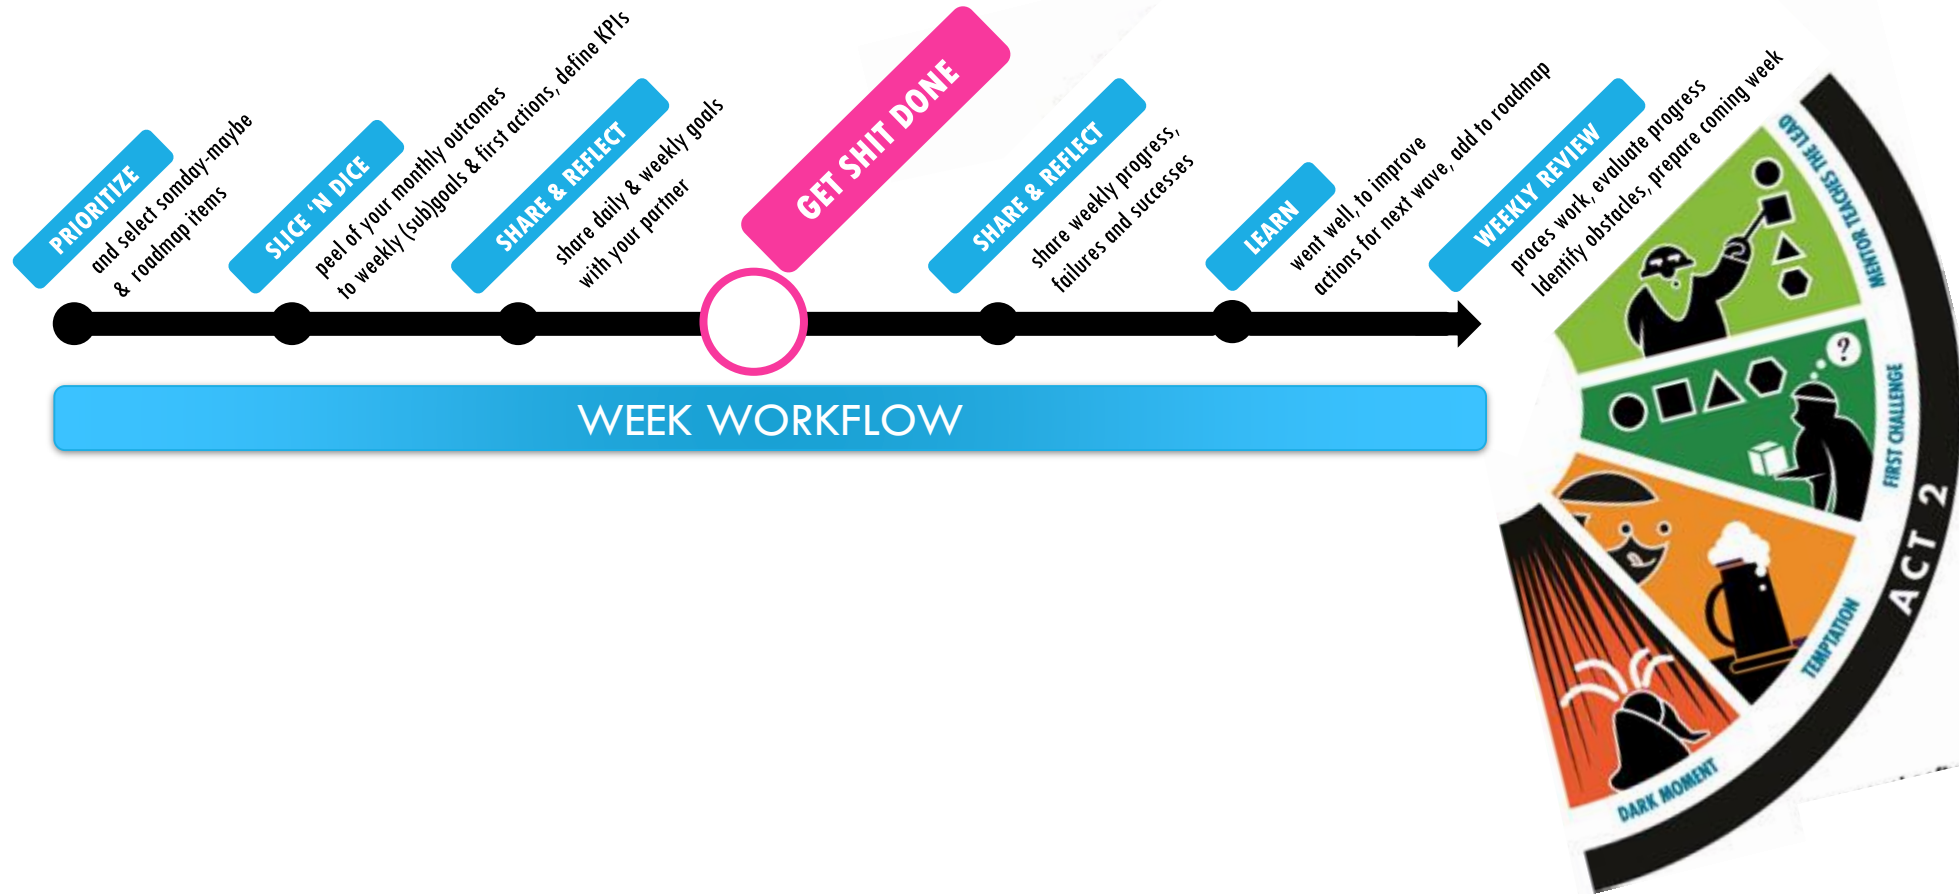 PRIORITIZE
and select somday-maybe
& roadmap items
SLICE ‘N DICE
peel of your monthly outcomes
to weekly (sub)goals & first actions, define KPIs
SHARE & REFLECT
share daily & weekly goals
with your partner
GET SHIT DONE
SHARE & REFLECT
share weekly progress,
failures and successes
LEARN
went well, to improve
actions for next wave, add to roadmap
WEEKLY REVIEW
proces work, evaluate progress
Identify obstacles, prepare coming week
WEEK WORKFLOW
MENTOR TEACHES THE LEAD
?
FIRST CHALLENGE
ACT 2
TEMPTATION
DARK MOMENT